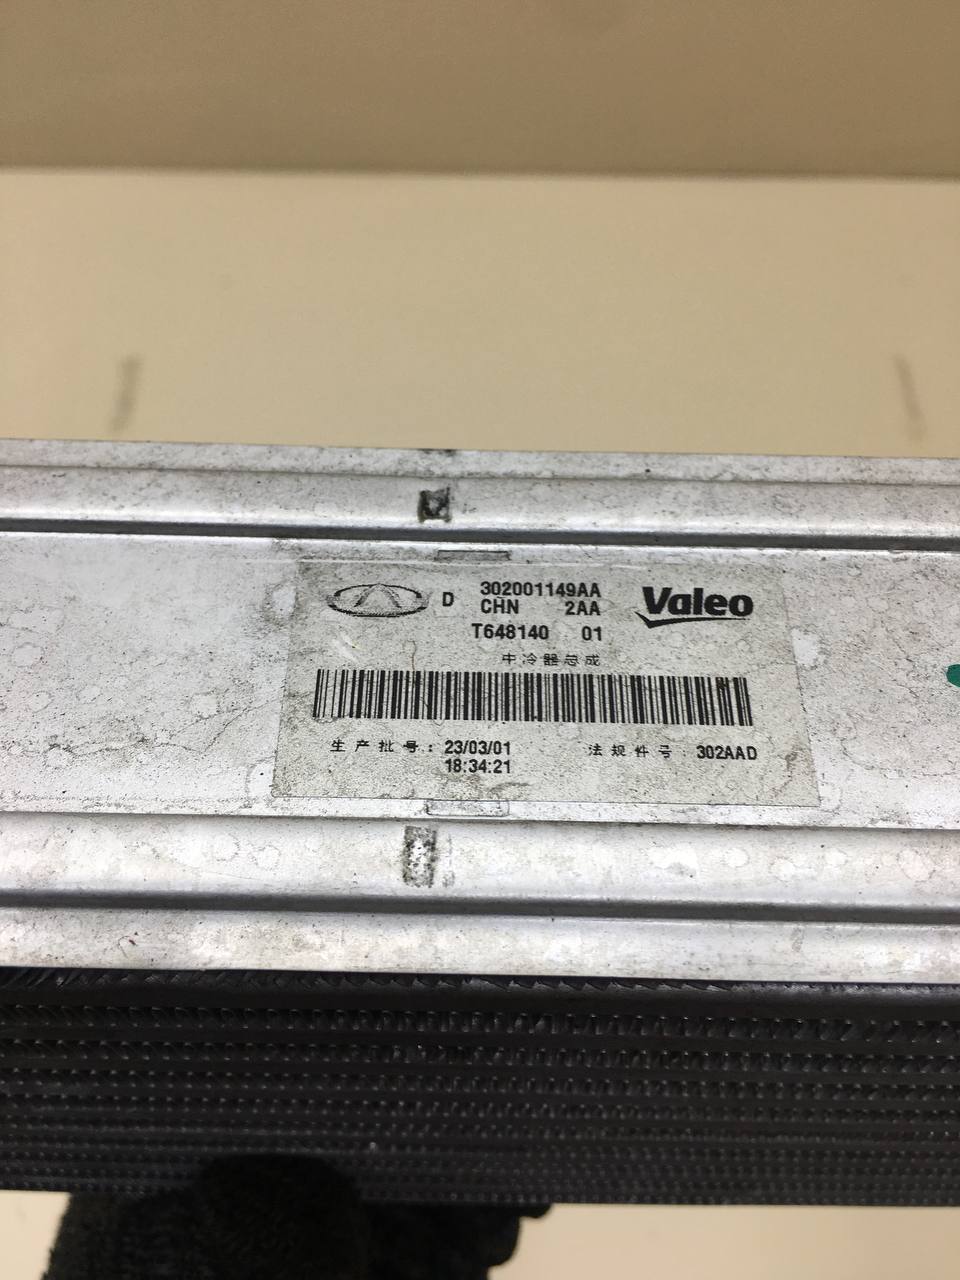 D 302001149AA
CHN 2AA
Valeo
T648140 01
中冷器总成
生产批号: 23/03/01
18:34:21
法规件号: 302AAD